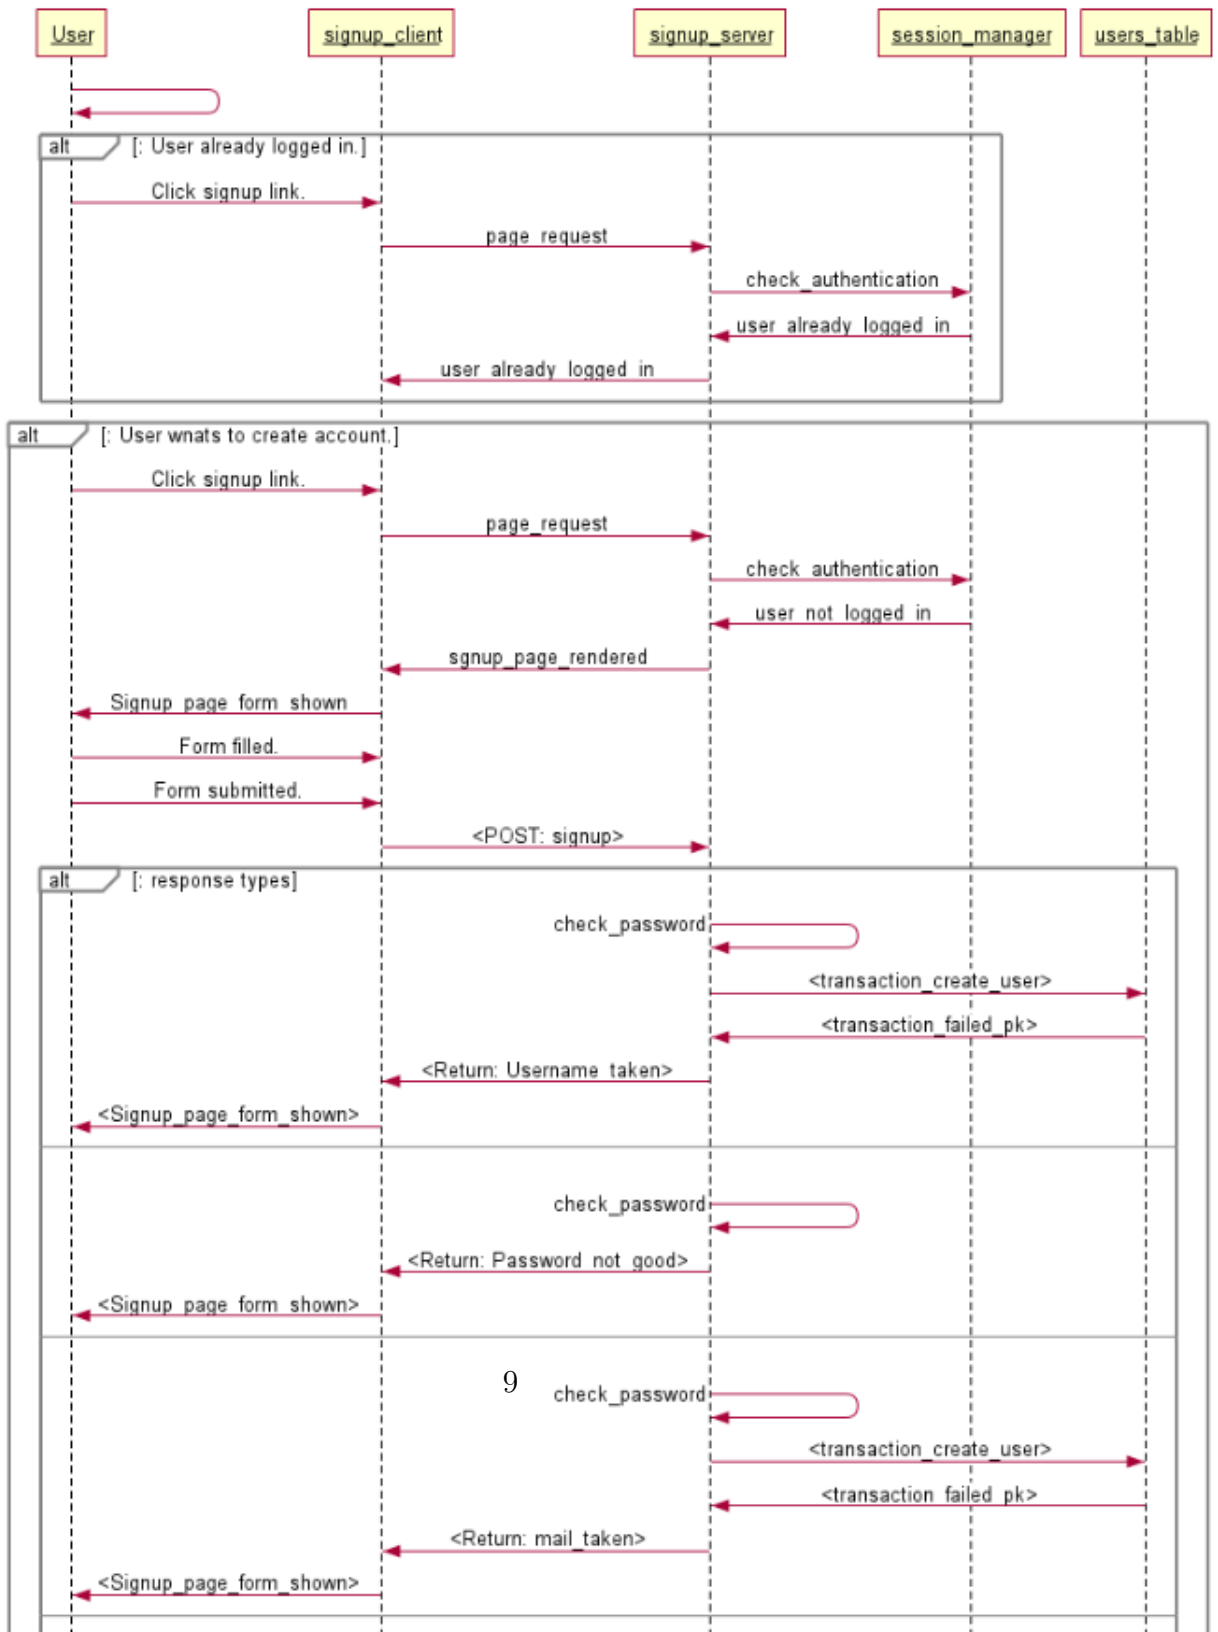 User signup_client signup_server session_manager users_table
alt [: User already logged in.]
Click signup link.
page_request
check_authentication
user_already_logged_in
user_already_logged_in
alt [: User wnats to create account.]
Click signup link.
page_request
check_authentication
user_not_logged_in
sgnup_page_rendered
Signup_page_form_shown
Form filled.
Form submitted.
<POST: signup>
alt [: response types]
check_password
<transaction_create_user>
<transaction_failed_pk>
<Return: Username_taken>
<Signup_page_form_shown>
check_password
<Return: Password_not_good>
<Signup_page_form_shown>
9
check_password
<transaction_create_user>
<transaction_failed_pk>
<Return: mail_taken>
<Signup_page_form_shown>